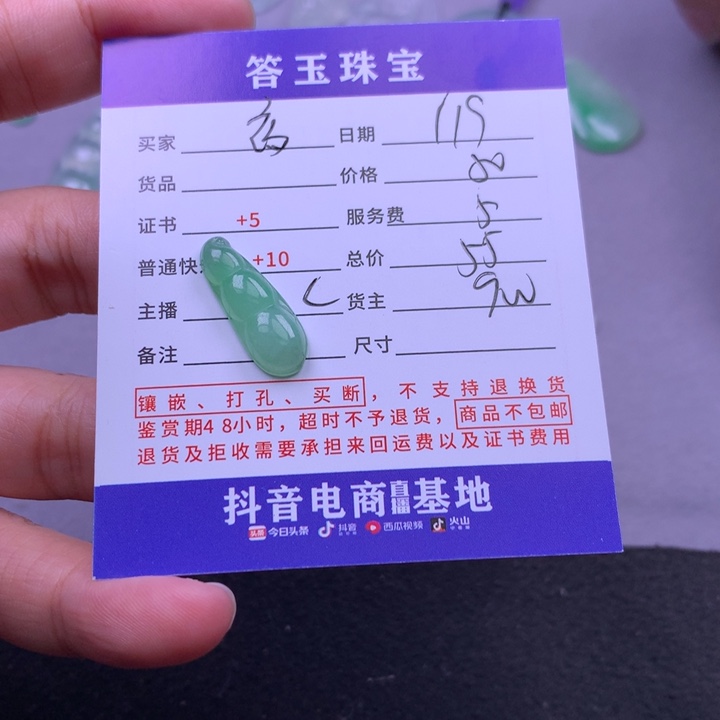 答玉珠宝
买家 日期 119
货品 价格
证书 +5 服务费 5
普通快 +10 总价 55
主播 货主
备注 尺寸
镶嵌、打孔、买断，不支持退换货
鉴赏期48小时，超时不予退货，商品不包邮
退货及拒收需要承担来回运费以及证书费用
抖音电商直播基地
头条 今日头条 抖音 西瓜视频 火山